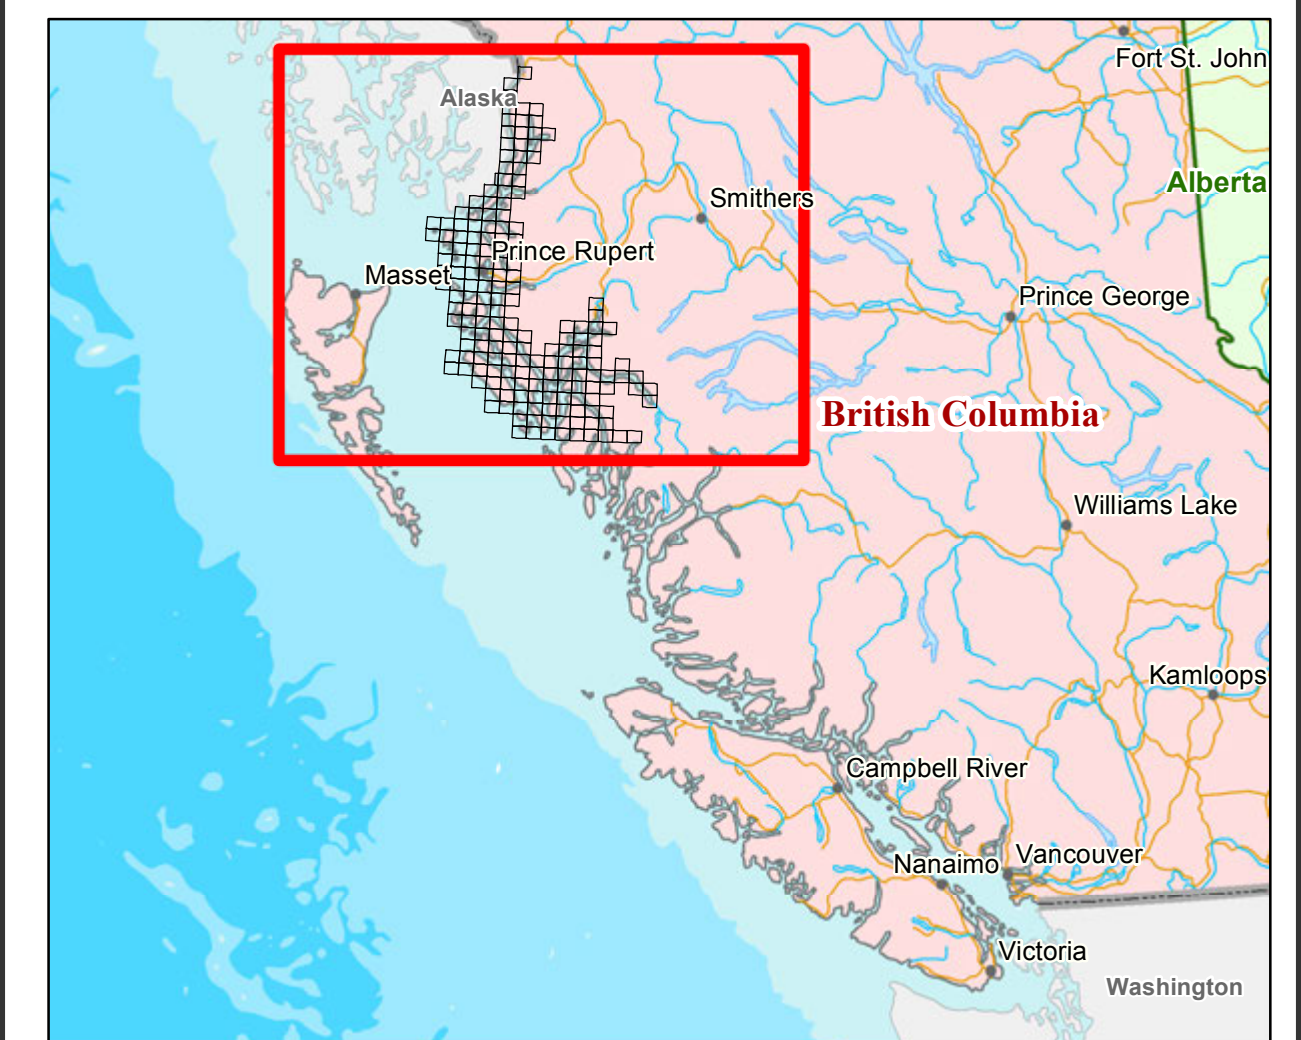 Fort St. John
Alaska
Alberta
Smithers
Prince Rupert
Masset
Prince George
British Columbia
Williams Lake
Kamloops
Campbell River
Nanaimo
Vancouver
Victoria
Washington